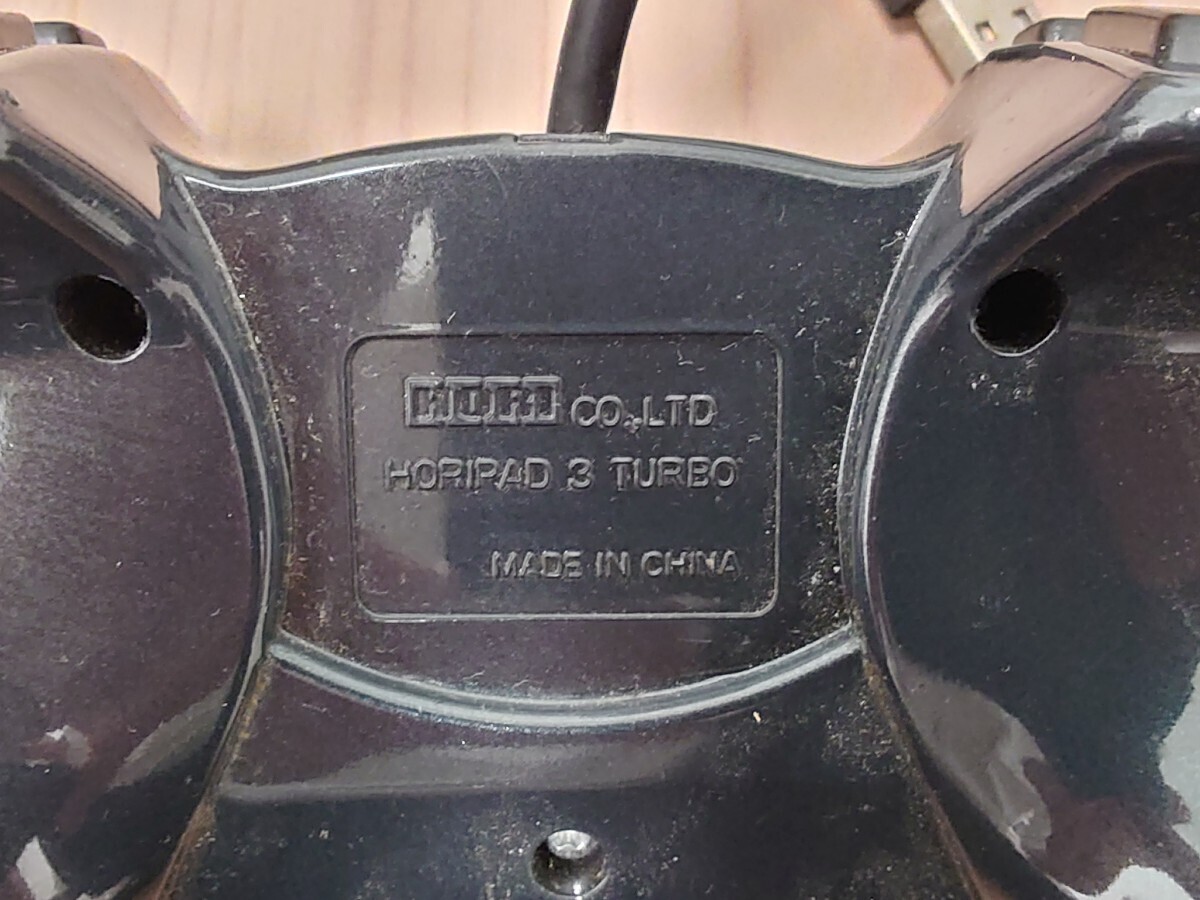 HORI CO.,LTD
HORIPAD 3 TURBO
MADE IN CHINA